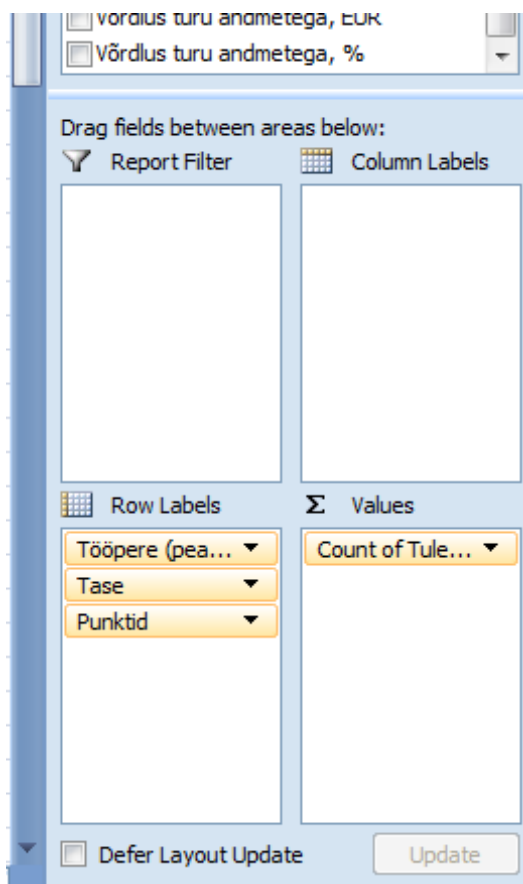 Võrdlus turu andmetega, EUR
Võrdlus turu andmetega, %
Drag fields between areas below:
Report Filter
Column Labels
Row Labels
Σ Values
Tööpere (pea...
Count of Tule...
Tase
Punktid
Defer Layout Update
Update